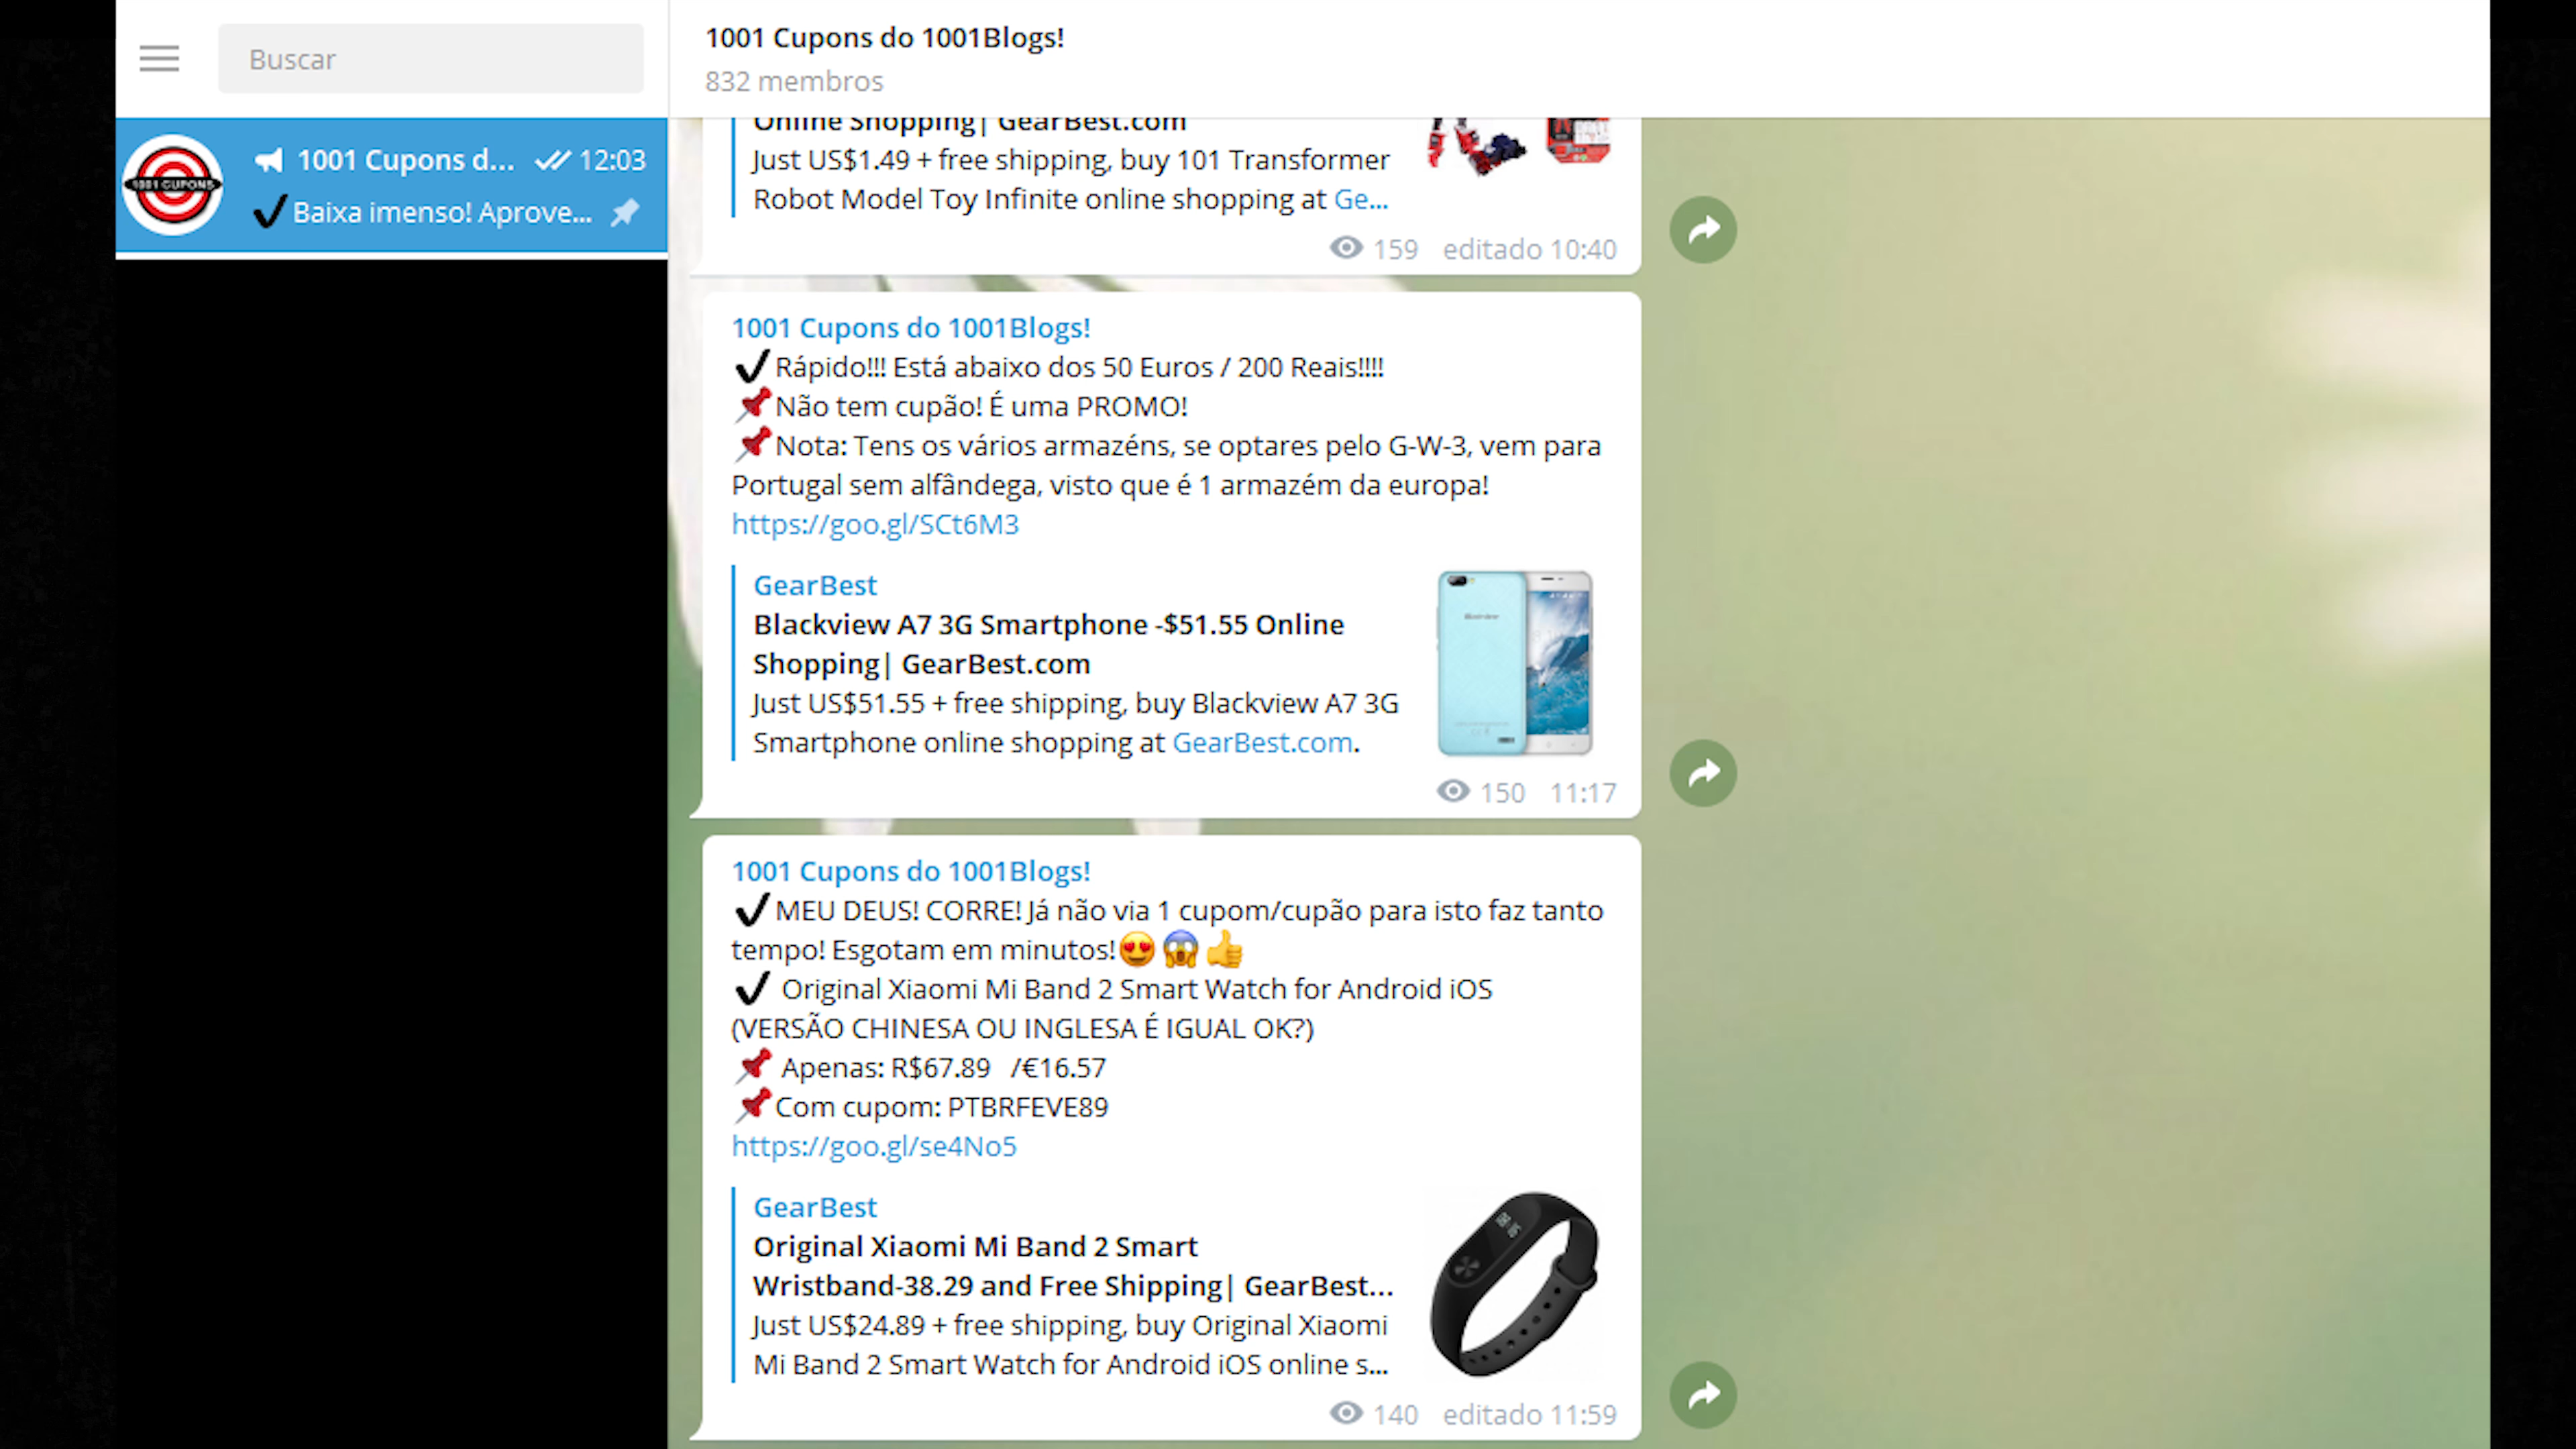 Buscar
1001 Cupons do 1001Blogs!
832 membros
1001 CUPONS
1001 Cupons d... 12:03
✔Baixa imenso! Aprove...
Online Shopping| GearBest.com
Just US$1.49 + free shipping, buy 101 Transformer
Robot Model Toy Infinite online shopping at Ge...
159 editado 10:40
1001 Cupons do 1001Blogs!
✔Rápido!!! Está abaixo dos 50 Euros / 200 Reais!!!!
📌Não tem cupão! É uma PROMO!
📌Nota: Tens os vários armazéns, se optares pelo G-W-3, vem para
Portugal sem alfândega, visto que é 1 armazém da europa!
https://goo.gl/SCt6M3
GearBest
Blackview A7 3G Smartphone -$51.55 Online
Shopping| GearBest.com
Just US$51.55 + free shipping, buy Blackview A7 3G
Smartphone online shopping at GearBest.com.
150 11:17
1001 Cupons do 1001Blogs!
✔MEU DEUS! CORRE! Já não via 1 cupom/cupão para isto faz tanto
tempo! Esgotam em minutos!😍😱👍
✔ Original Xiaomi Mi Band 2 Smart Watch for Android iOS
(VERSÃO CHINESA OU INGLESA É IGUAL OK?)
📌 Apenas: R$67.89 /€16.57
📌Com cupom: PTBRFEVE89
https://goo.gl/se4No5
GearBest
Original Xiaomi Mi Band 2 Smart
Wristband-38.29 and Free Shipping| GearBest...
Just US$24.89 + free shipping, buy Original Xiaomi
Mi Band 2 Smart Watch for Android iOS online s...
140 editado 11:59